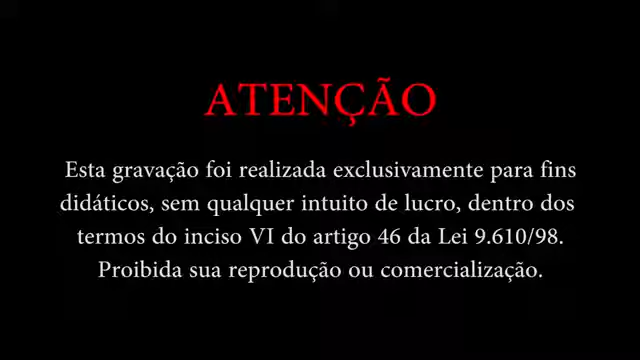 ATENÇÃO
Esta gravação foi realizada exclusivamente para fins
didáticos, sem qualquer intuito de lucro, dentro dos
termos do inciso VI do artigo 46 da Lei 9.610/98.
Proibida sua reprodução ou comercialização.